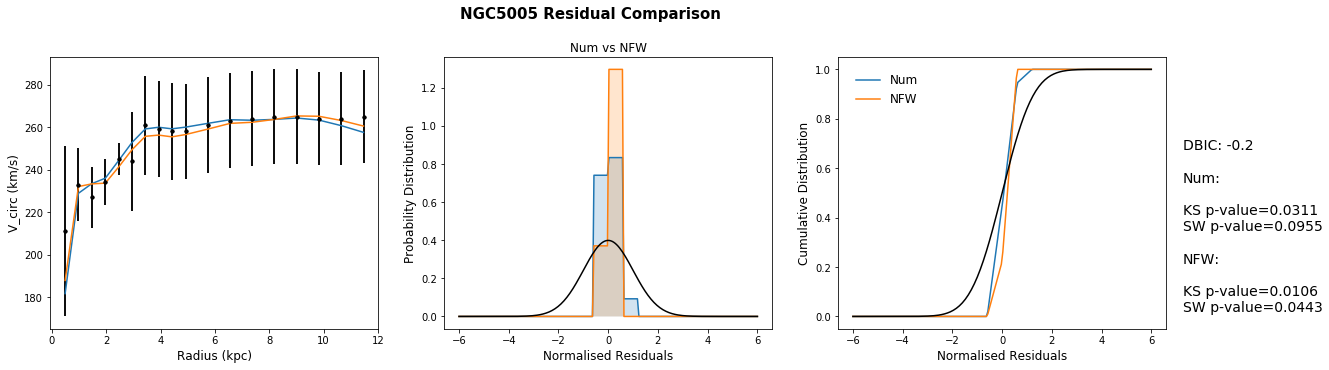 NGC5005 Residual Comparison
V_circ (km/s)
280
260
240
220
200
180
0
2
4
6
8
10
12
Radius (kpc)
Num vs NFW
Probability Distribution
1.2
1.0
0.8
0.6
0.4
0.2
0.0
−6
−4
−2
0
2
4
6
Normalised Residuals
Cumulative Distribution
1.0
0.8
0.6
0.4
0.2
0.0
Num
NFW
−6
−4
−2
0
2
4
6
Normalised Residuals
DBIC: -0.2
Num:
KS p-value=0.0311
SW p-value=0.0955
NFW:
KS p-value=0.0106
SW p-value=0.0443